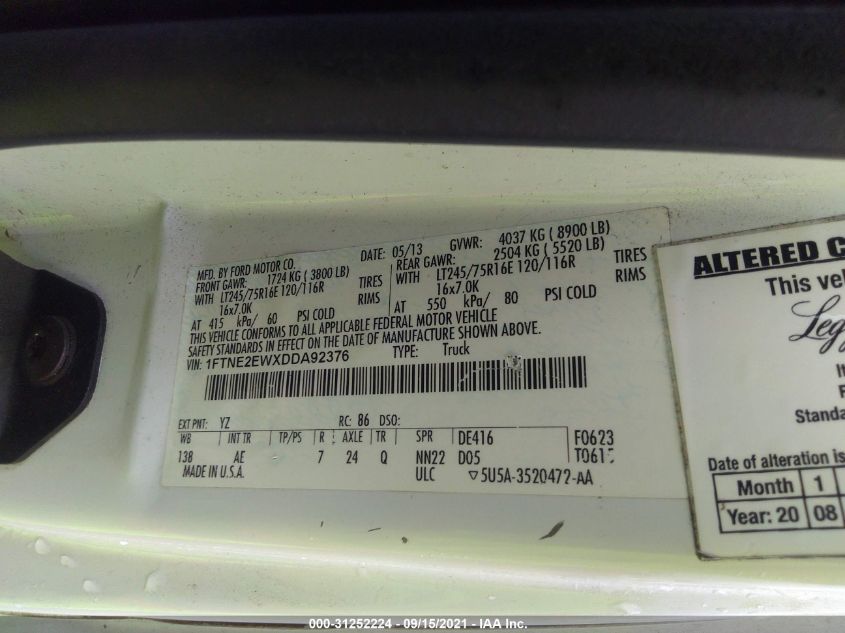 MFD. BY FORD MOTOR CO.
DATE: 05/13 GVWR: 4037 KG ( 8900 LB)
FRONT GAWR: 1724 KG ( 3800 LB)
REAR GAWR: 2504 KG ( 5520 LB)
WITH LT245/75R16E 120/116R TIRES
WITH LT245/75R16E 120/116R TIRES
16x7.0K RIMS
16x7.0K RIMS
AT 415 kPa/ 60 PSI COLD
AT 550 kPa/ 80 PSI COLD
THIS VEHICLE CONFORMS TO ALL APPLICABLE FEDERAL MOTOR VEHICLE
SAFETY STANDARDS IN EFFECT ON THE DATE OF MANUFACTURE SHOWN ABOVE.
VIN: 1FTNE2EWXDDA92376 TYPE: Truck
EXT PNT: YZ RC: 86 DSO:
WB INT TR TP/PS R AXLE TR SPR DE416 F0623
138 AE 7 24 Q NN22 D05 T0615
MADE IN U.S.A. ULC ▽5U5A-3520472-AA
ALTERED
This
Standa
Date of alteration is
Month 1
Year: 20 08
000-31252224 - 09/15/2021 - IAA Inc.